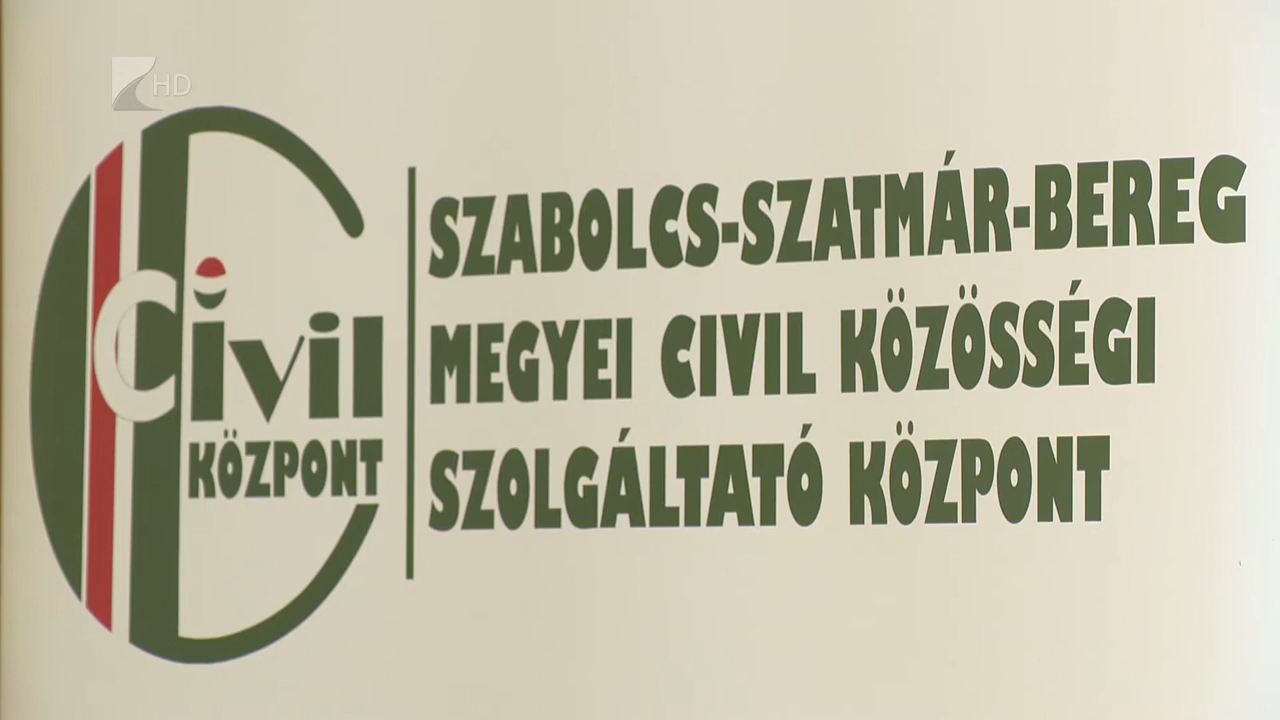 HD
Civil
KÖZPONT
SZABOLCS-SZATMÁR-BEREG
MEGYEI CIVIL KÖZÖSSÉGI
SZOLGÁLTATÓ KÖZPONT